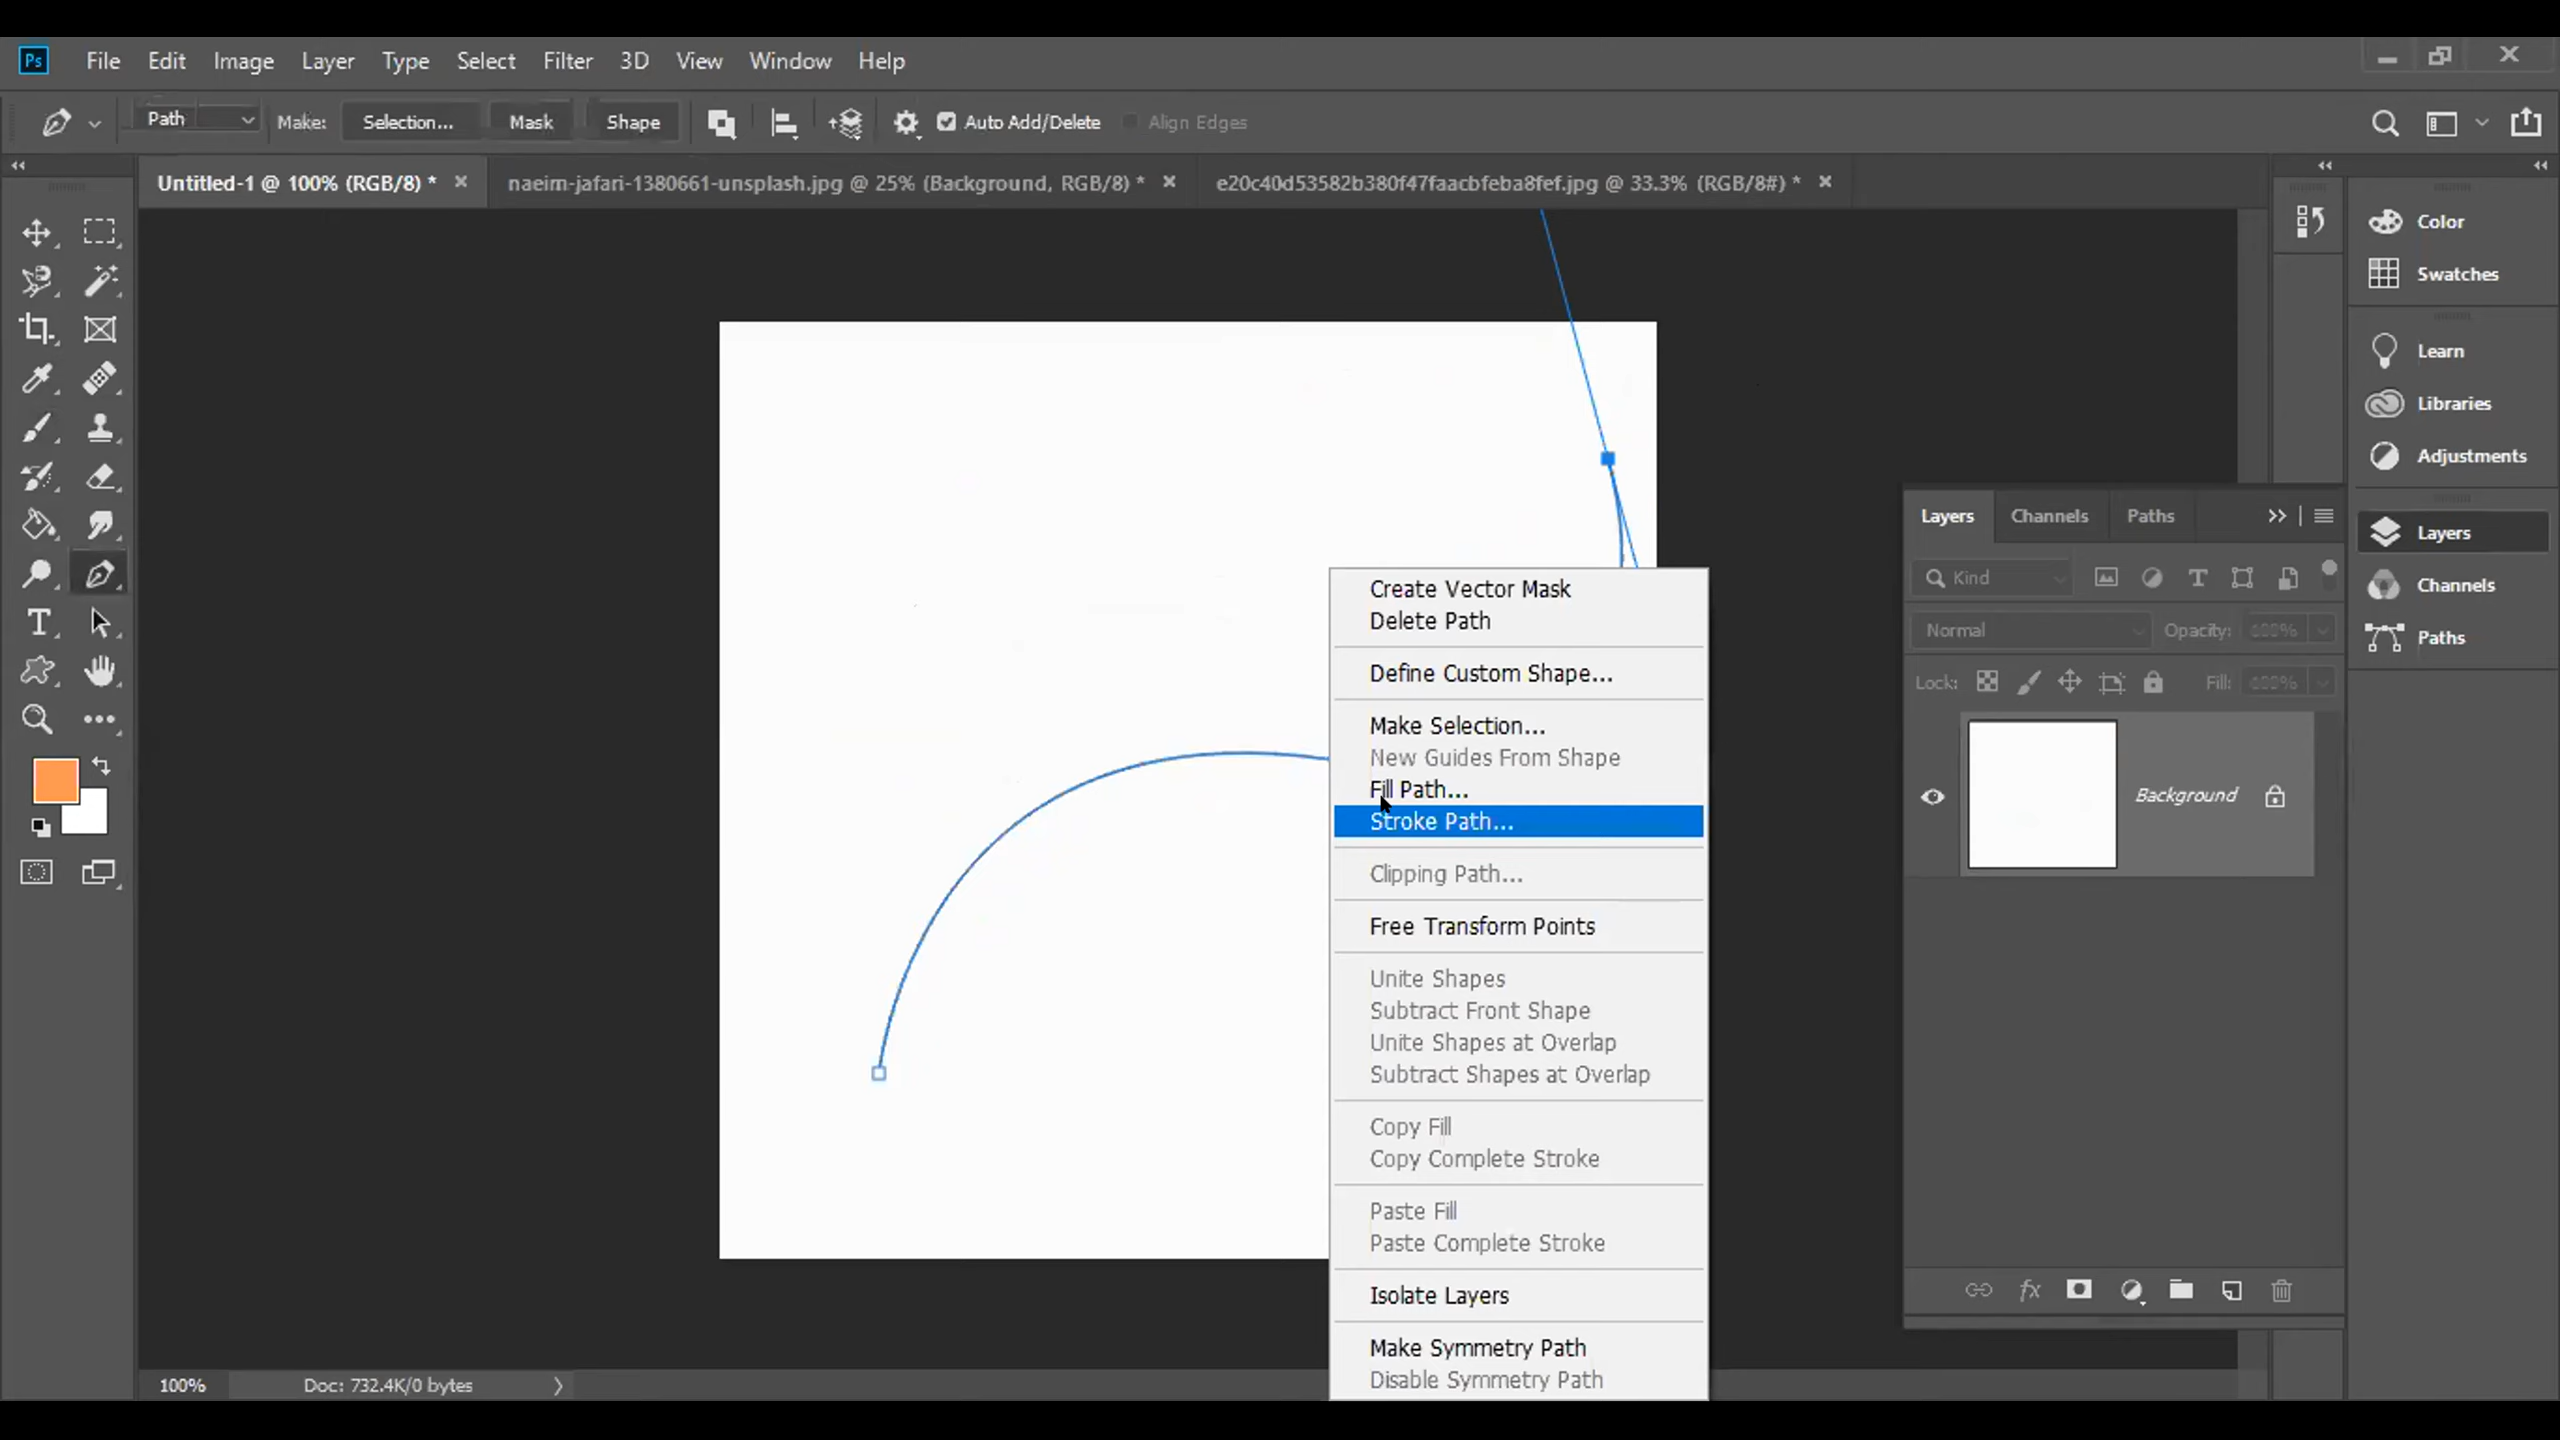 Ps File Edit Image Layer Type Select Filter 3D View Window Help
Path Make: Selection... Mask Shape Auto Add/Delete Align Edges
Untitled-1 @ 100% (RGB/8) * naeim-jafari-1380661-unsplash.jpg @ 25% (Background, RGB/8) * e20c40d53582b380f47faacbfeba8fef.jpg @ 33.3% (RGB/8#) *
Color
Swatches
Learn
Libraries
Adjustments
Layers
Channels
Paths
Layers Channels Paths
Kind
Normal Opacity:
Lock: Fill:
Background
Create Vector Mask
Delete Path
Define Custom Shape...
Make Selection...
New Guides From Shape
Fill Path...
Stroke Path...
Clipping Path...
Free Transform Points
Unite Shapes
Subtract Front Shape
Unite Shapes at Overlap
Subtract Shapes at Overlap
Copy Fill
Copy Complete Stroke
Paste Fill
Paste Complete Stroke
Isolate Layers
Make Symmetry Path
Disable Symmetry Path
100% Doc: 732.4K/0 bytes